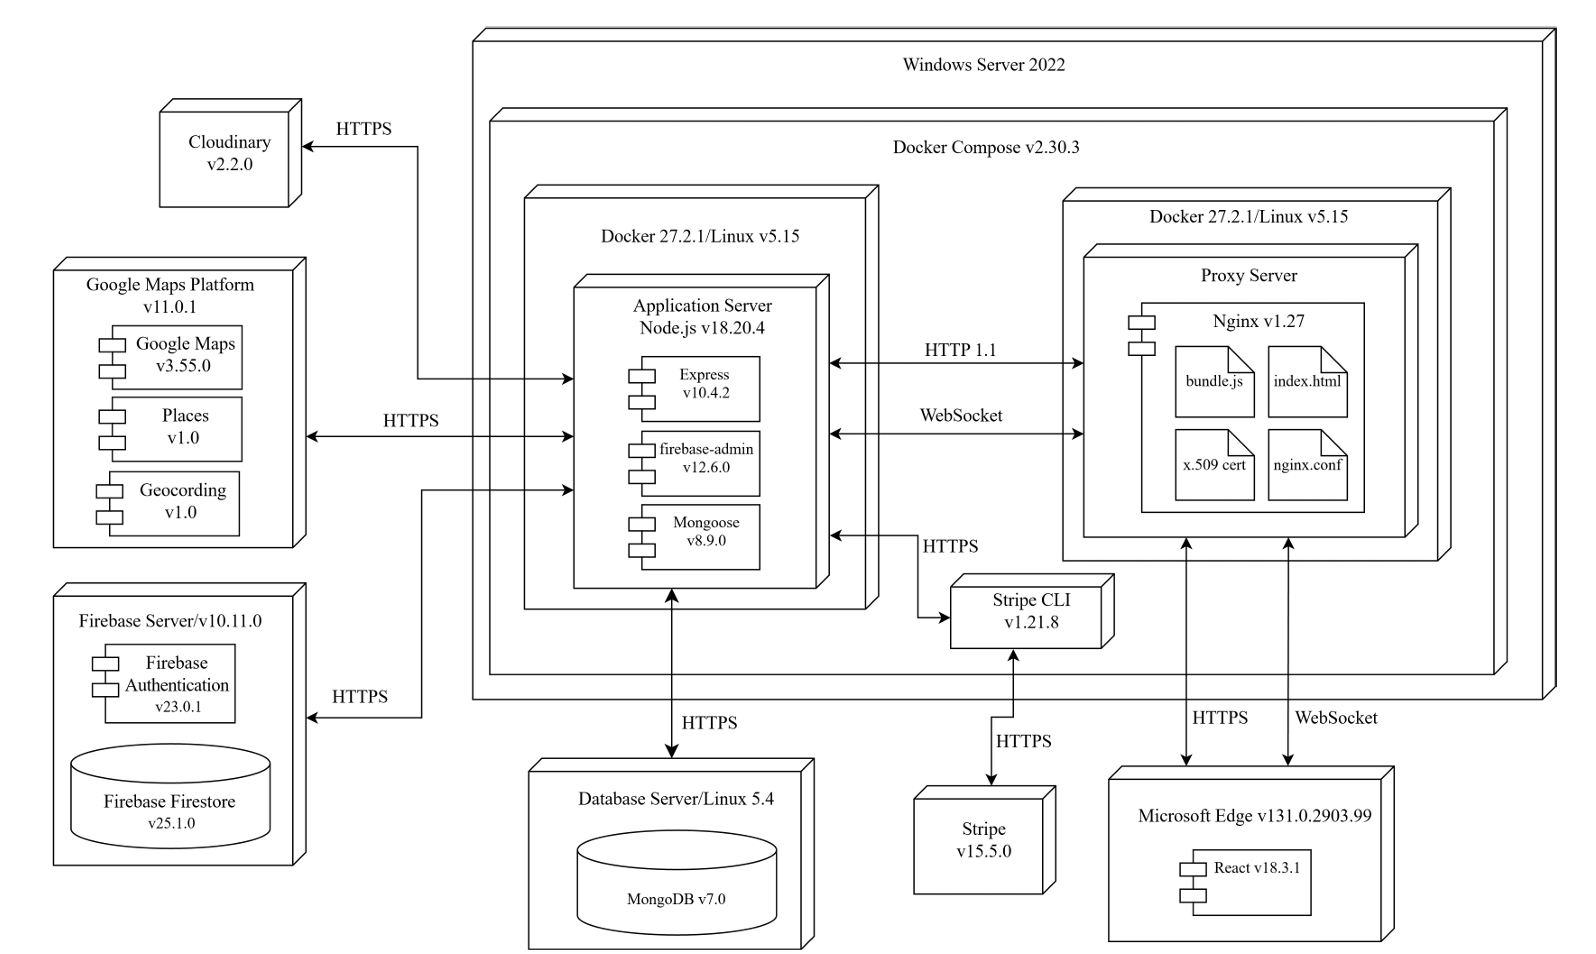 Windows Server 2022
Docker Compose v2.30.3
HTTPS
Cloudinary
v2.2.0
Docker 27.2.1/Linux v5.15
Application Server
Node.js v18.20.4
Express
v10.4.2
firebase-admin
v12.6.0
Mongoose
v8.9.0
Docker 27.2.1/Linux v5.15
Proxy Server
Nginx v1.27
bundle.js
index.html
x.509 cert
nginx.conf
HTTP 1.1
WebSocket
Google Maps Platform
v11.0.1
Google Maps
v3.55.0
Places
v1.0
Geocording
v1.0
HTTPS
HTTPS
Stripe CLI
v1.21.8
Firebase Server/v10.11.0
Firebase
Authentication
v23.0.1
Firebase Firestore
v25.1.0
HTTPS
HTTPS
HTTPS
HTTPS
WebSocket
Database Server/Linux 5.4
MongoDB v7.0
Stripe
v15.5.0
Microsoft Edge v131.0.2903.99
React v18.3.1